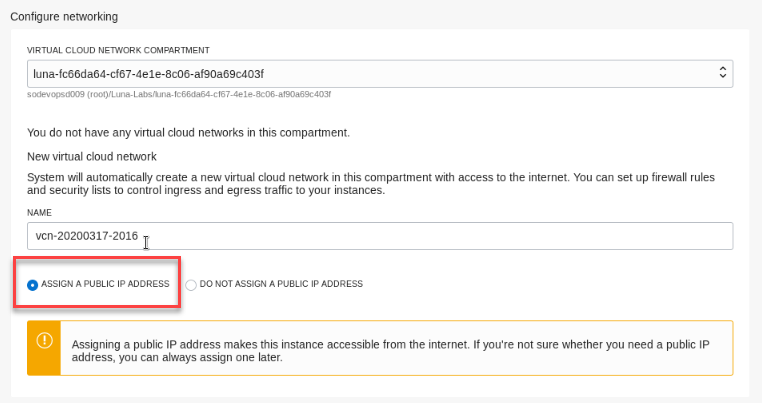 Configure networking
VIRTUAL CLOUD NETWORK COMPARTMENT
luna-fc66da64-cf67-4e1e-8c06-af90a69c403f
sodevopsd009 (root)/Luna-Labs/luna-fc66da64-cf67-4e1e-8c06-af90a69c403f
You do not have any virtual cloud networks in this compartment.
New virtual cloud network
System will automatically create a new virtual cloud network in this compartment with access to the internet. You can set up firewall rules
and security lists to control ingress and egress traffic to your instances.
NAME
vcn-20200317-2016
ASSIGN A PUBLIC IP ADDRESS DO NOT ASSIGN A PUBLIC IP ADDRESS
Assigning a public IP address makes this instance accessible from the internet. If you're not sure whether you need a public IP
address, you can always assign one later.